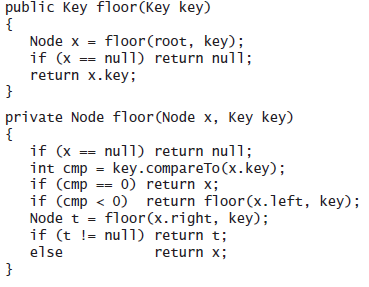 public Key floor(Key key)
{
   Node x = floor(root, key);
   if (x == null) return null;
   return x.key;
}
private Node floor(Node x, Key key)
{
   if (x == null) return null;
   int cmp = key.compareTo(x.key);
   if (cmp == 0) return x;
   if (cmp < 0)  return floor(x.left, key);
   Node t = floor(x.right, key);
   if (t != null) return t;
   else           return x;
}